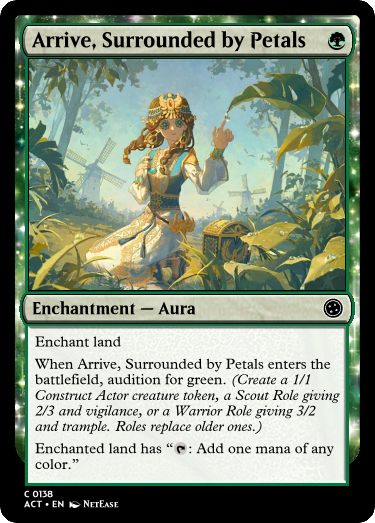 Arrive, Surrounded by Petals
Enchantment — Aura
Enchant land
When Arrive, Surrounded by Petals enters the
battlefield, audition for green. (Create a 1/1
Construct Actor creature token, a Scout Role giving
2/3 and vigilance, or a Warrior Role giving 3/2
and trample. Roles replace older ones.)
Enchanted land has “: Add one mana of any
color.”
C 0138
ACT • EN NetEase